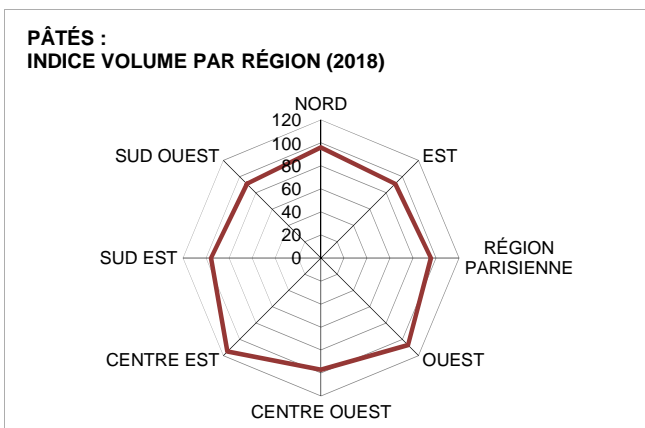 PÂTÉS :
INDICE VOLUME PAR RÉGION (2018)
NORD
EST
RÉGION
PARISIENNE
OUEST
CENTRE OUEST
CENTRE EST
SUD EST
SUD OUEST
120
100
80
60
40
20
0